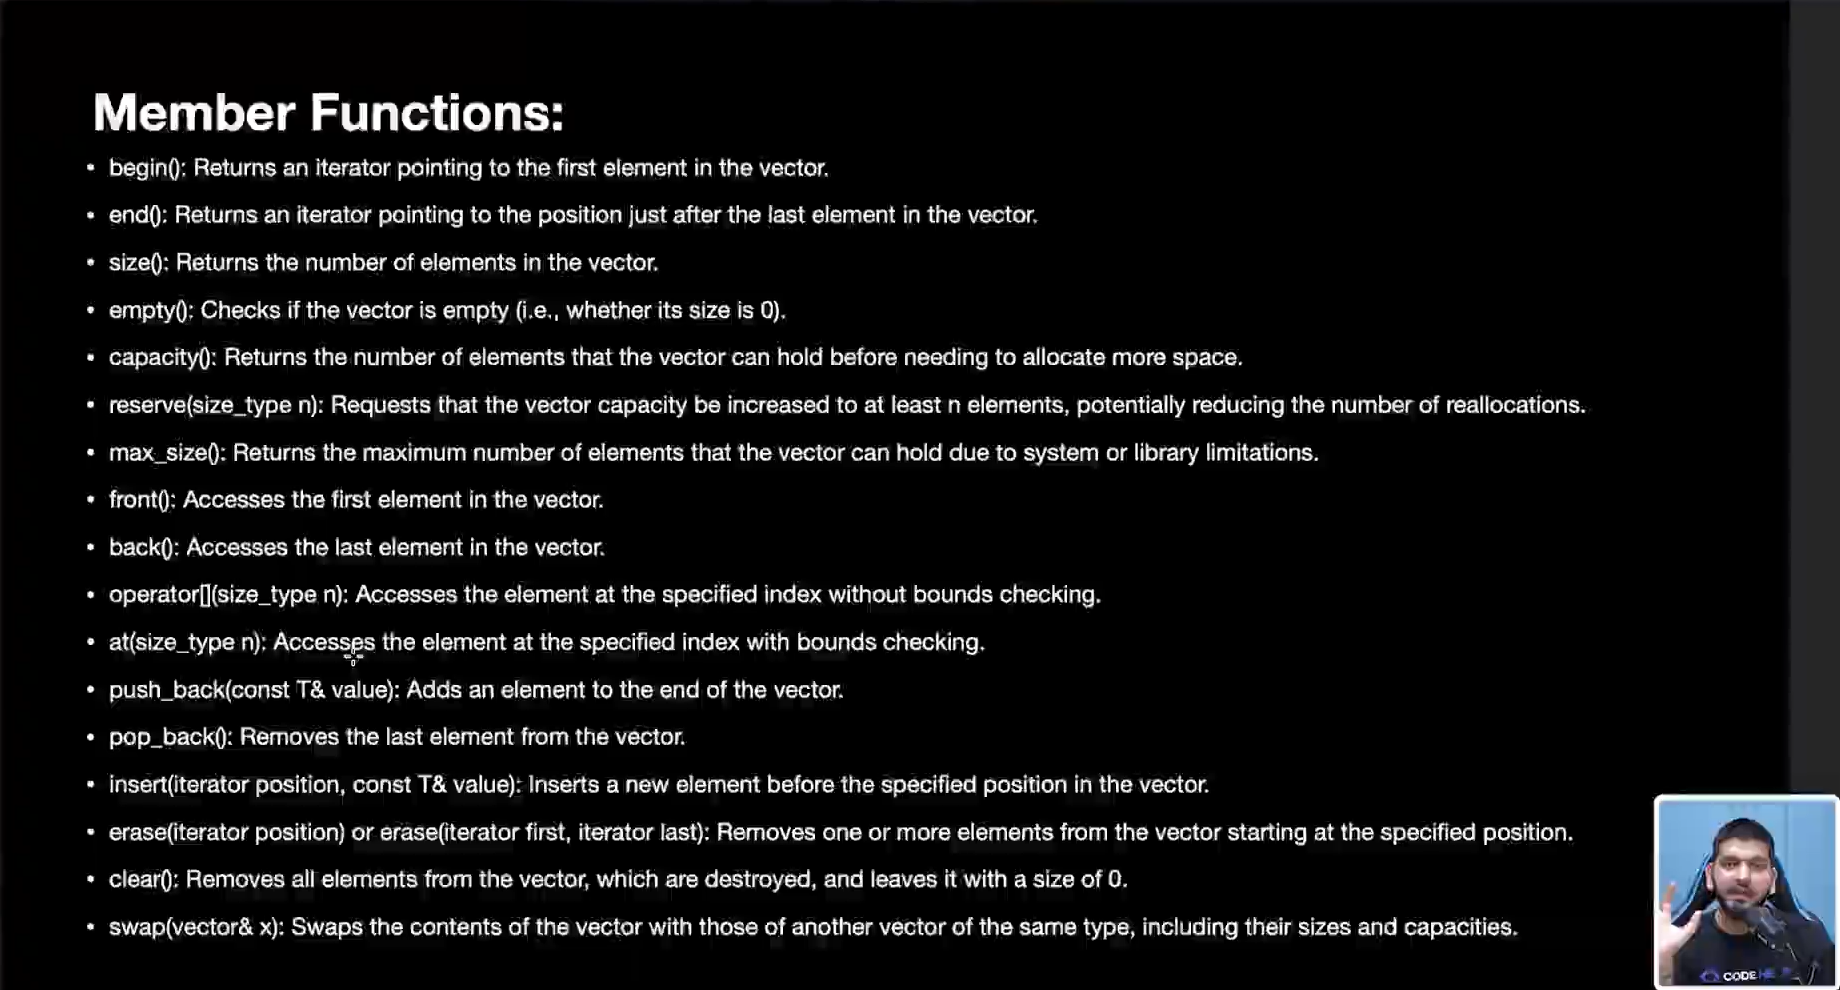 Member Functions:
• begin(): Returns an iterator pointing to the first element in the vector.
• end(): Returns an iterator pointing to the position just after the last element in the vector.
• size(): Returns the number of elements in the vector.
• empty(): Checks if the vector is empty (i.e., whether its size is 0).
• capacity(): Returns the number of elements that the vector can hold before needing to allocate more space.
• reserve(size_type n): Requests that the vector capacity be increased to at least n elements, potentially reducing the number of reallocations.
• max_size(): Returns the maximum number of elements that the vector can hold due to system or library limitations.
• front(): Accesses the first element in the vector.
• back(): Accesses the last element in the vector.
• operator[](size_type n): Accesses the element at the specified index without bounds checking.
• at(size_type n): Accesses the element at the specified index with bounds checking.
• push_back(const T& value): Adds an element to the end of the vector.
• pop_back(): Removes the last element from the vector.
• insert(iterator position, const T& value): Inserts a new element before the specified position in the vector.
• erase(iterator position) or erase(iterator first, iterator last): Removes one or more elements from the vector starting at the specified position.
• clear(): Removes all elements from the vector, which are destroyed, and leaves it with a size of 0.
• swap(vector& x): Swaps the contents of the vector with those of another vector of the same type, including their sizes and capacities.
CODE